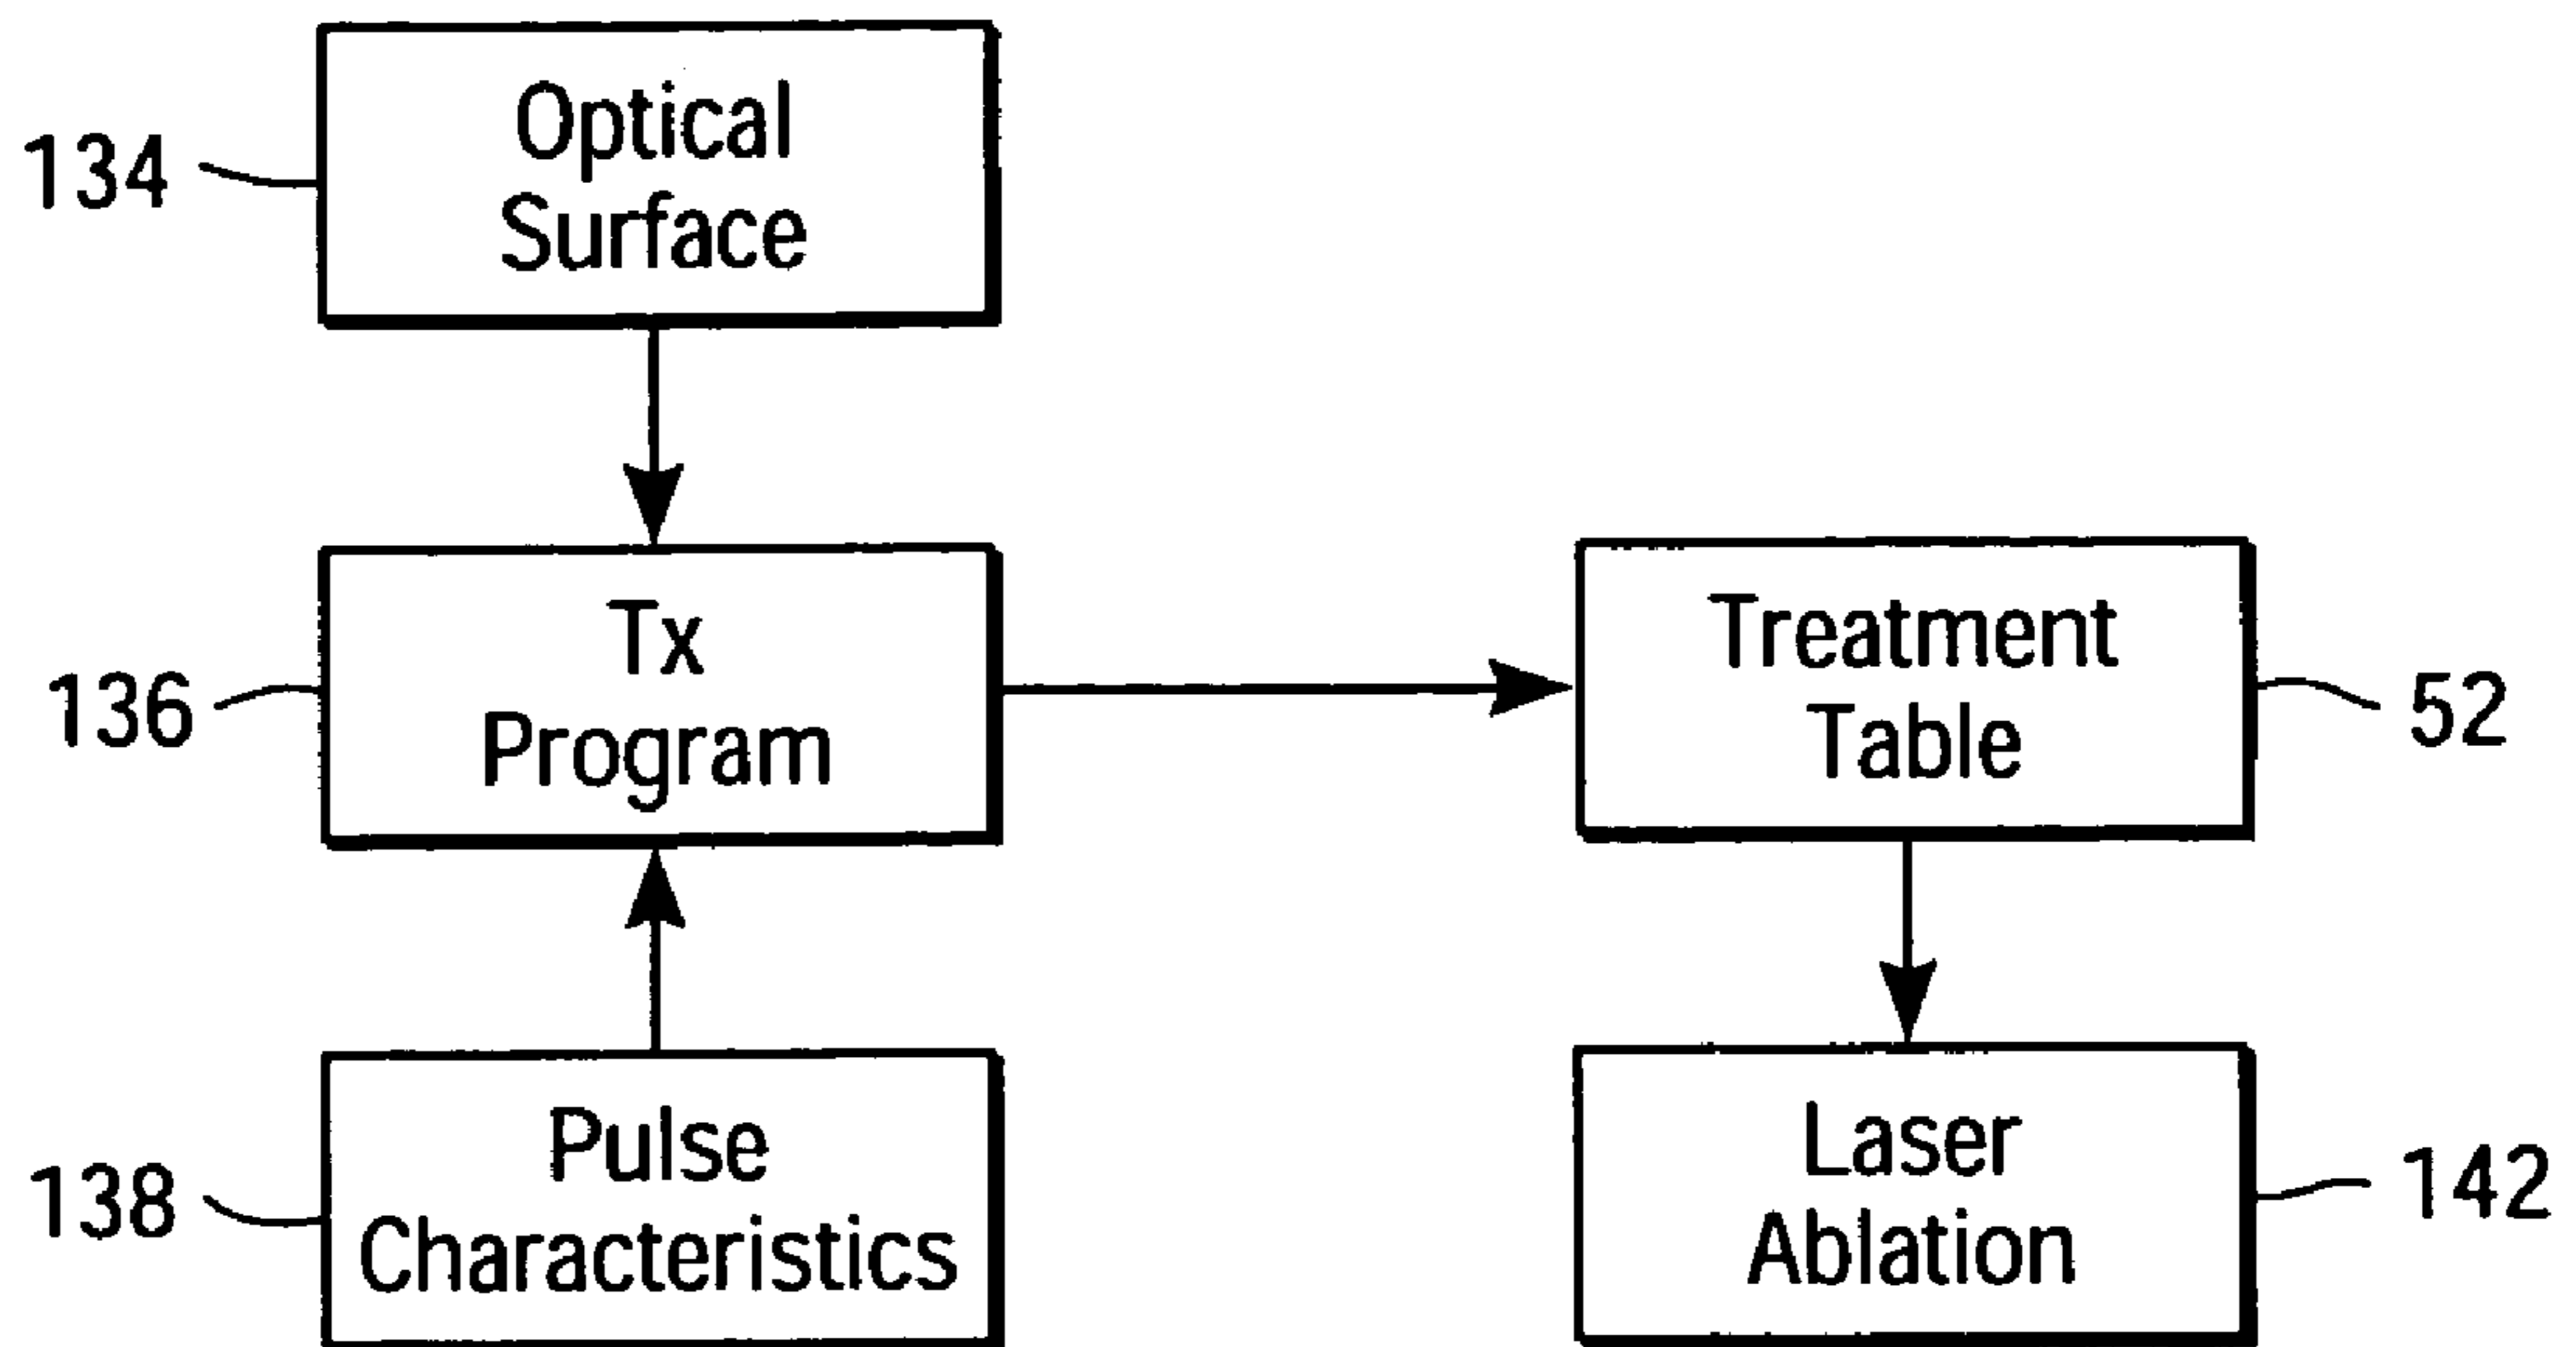 134
Optical
Surface
136
Tx
Program
Treatment
Table
52
138
Pulse
Characteristics
Laser
Ablation
142